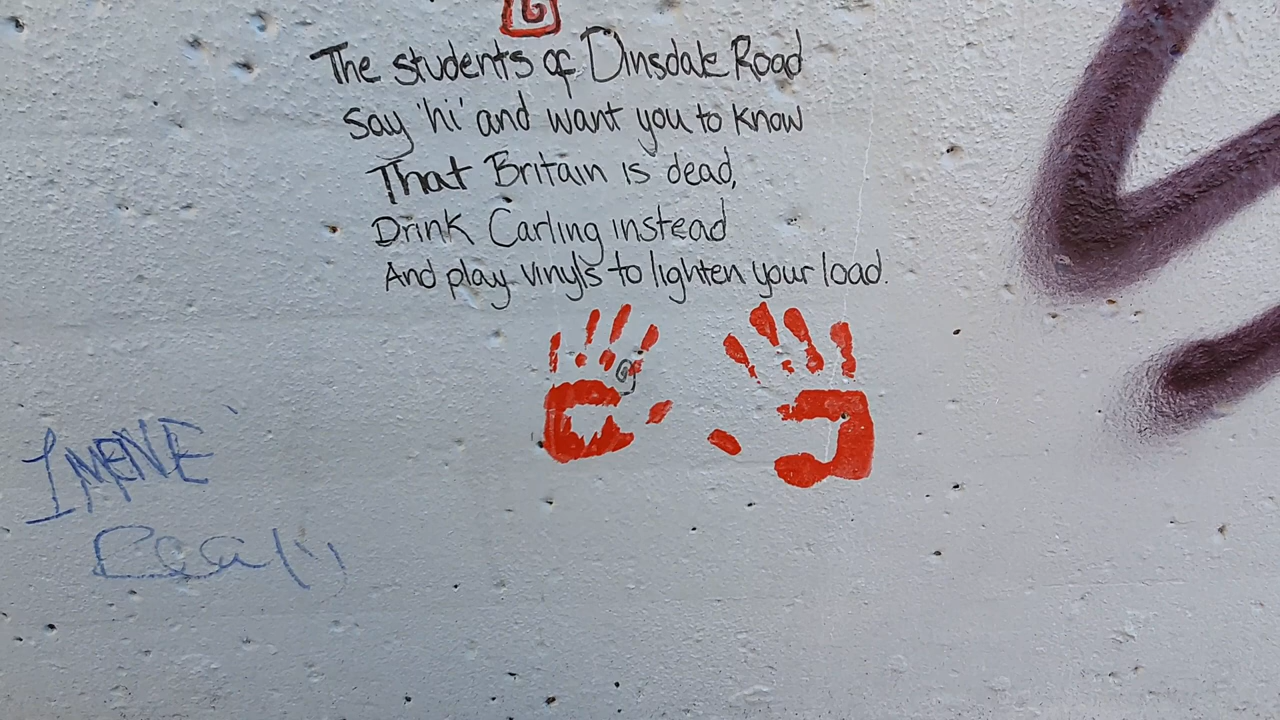 The students of Dinsdale Road
say 'hi' and want you to know
That Britain is dead,
Drink Carling instead
And play vinyls to lighten your load.
IMENE